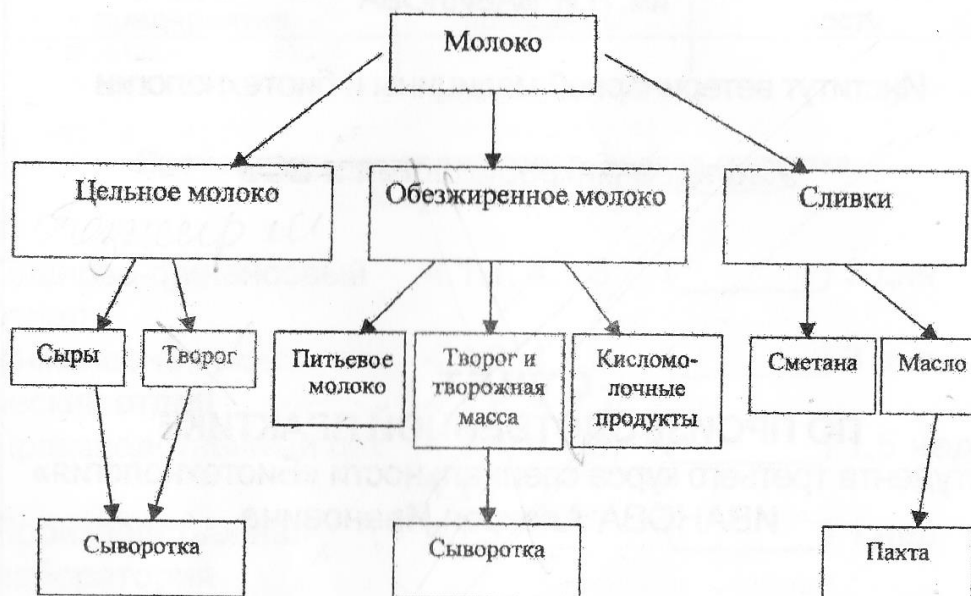 Молоко
Цельное молоко
Обезжиренное молоко
Сливки
Сыры
Творог
Питьевое
молоко
Творог и
творожная
масса
Кисломо-
лочные
продукты
Сметана
Масло
Сыворотка
Сыворотка
Пахта